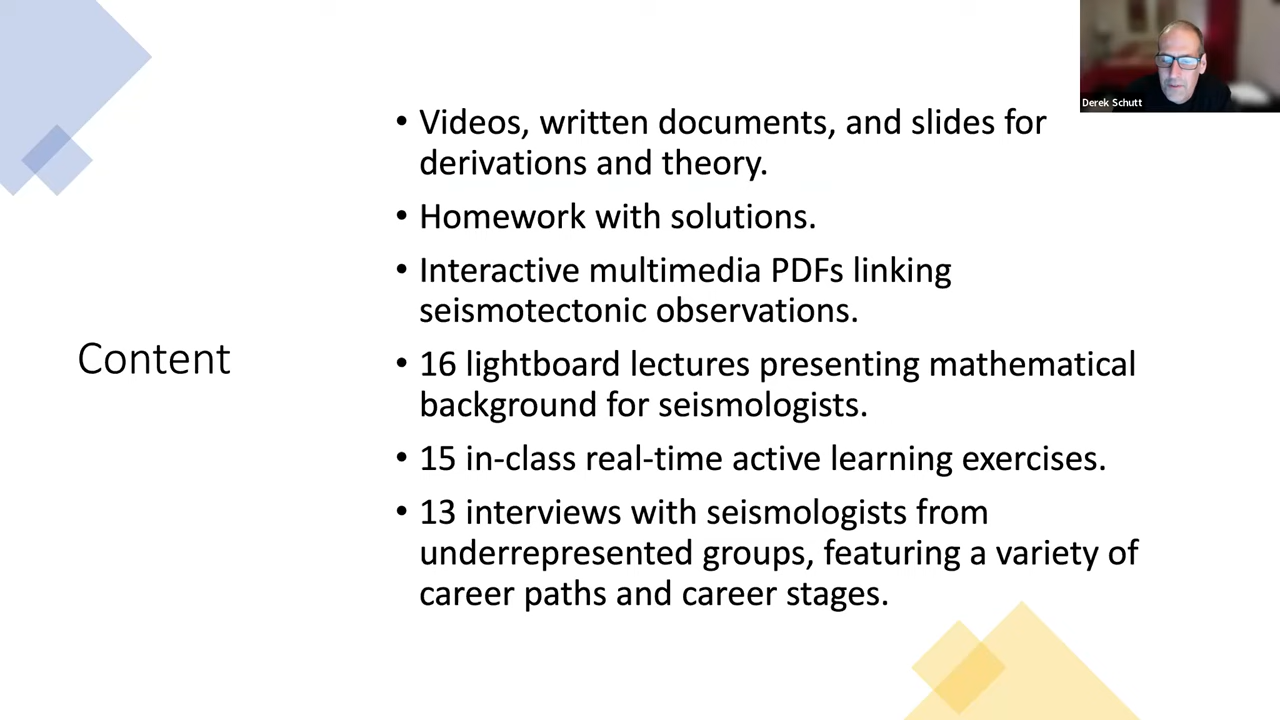 Derek Schutt
Content
• Videos, written documents, and slides for
derivations and theory.
• Homework with solutions.
• Interactive multimedia PDFs linking
seismotectonic observations.
• 16 lightboard lectures presenting mathematical
background for seismologists.
• 15 in-class real-time active learning exercises.
• 13 interviews with seismologists from
underrepresented groups, featuring a variety of
career paths and career stages.